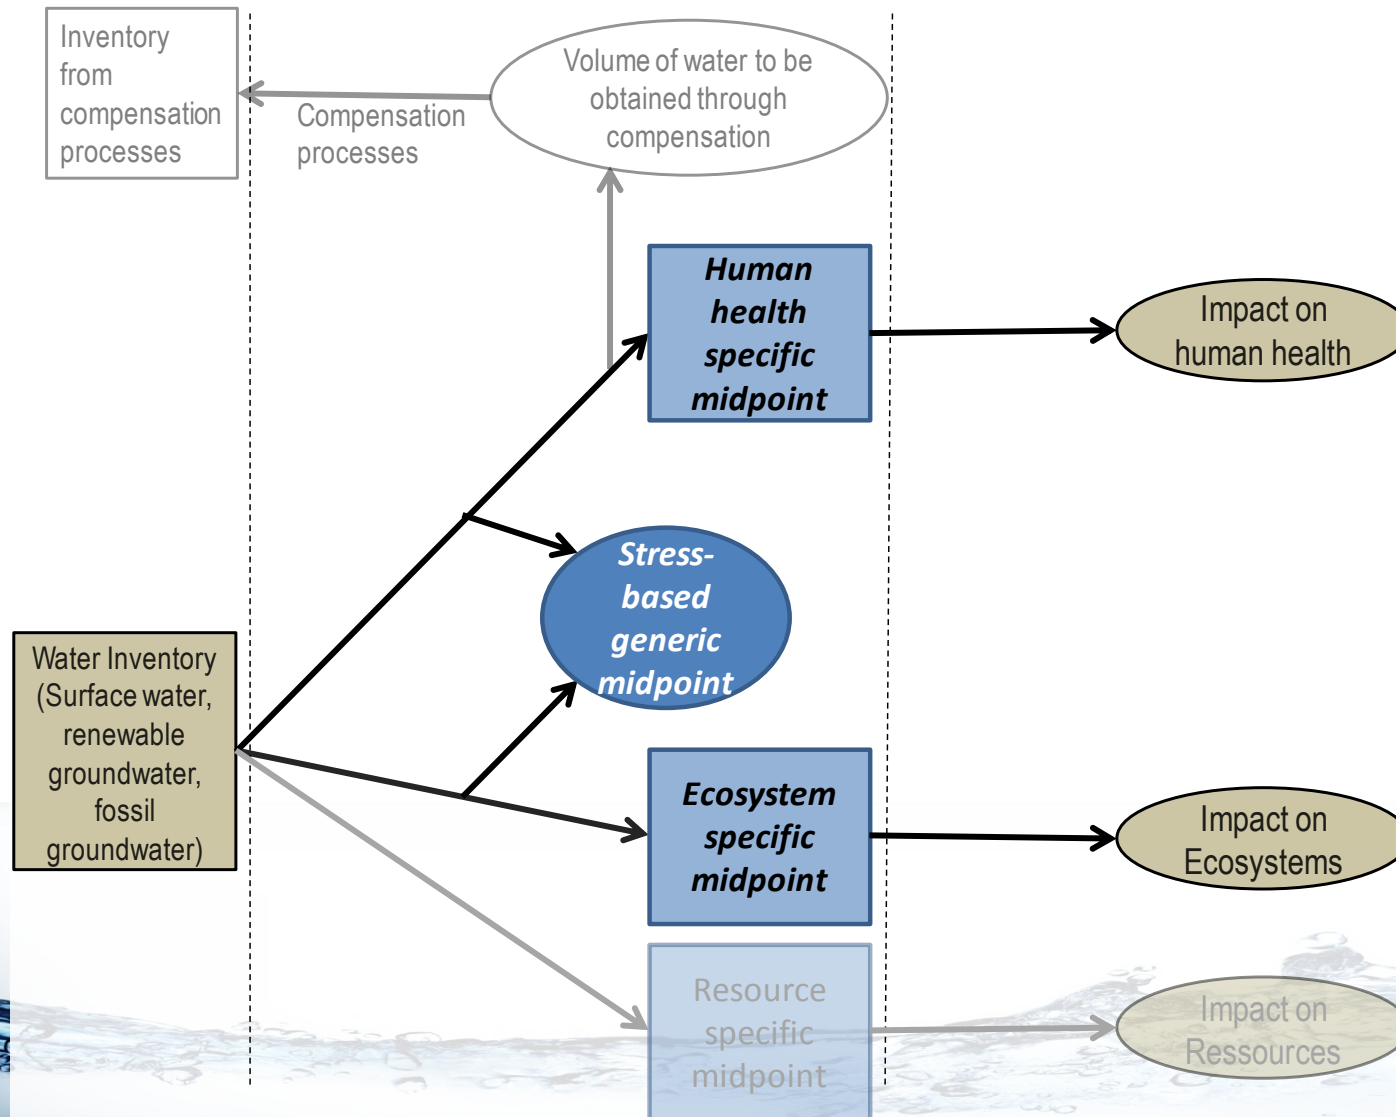 Inventory
from
compensation
processes
Compensation
processes
Volume of water to be
obtained through
compensation
Human
health
specific
midpoint
Impact on
human health
Stress-
based
generic
midpoint
Water Inventory
(Surface water,
renewable
groundwater,
fossil
groundwater)
Ecosystem
specific
midpoint
Impact on
Ecosystems
Resource
specific
midpoint
Impact on
Ressources